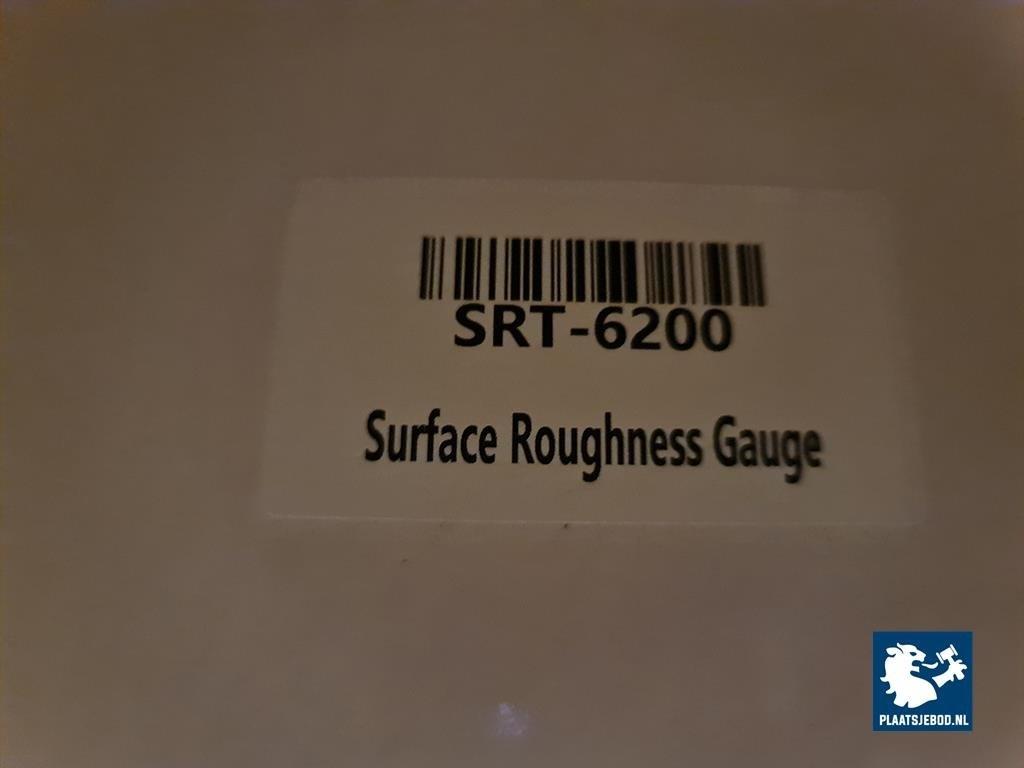 SRT-6200
Surface Roughness Gauge
PLAATSJEBOD.NL